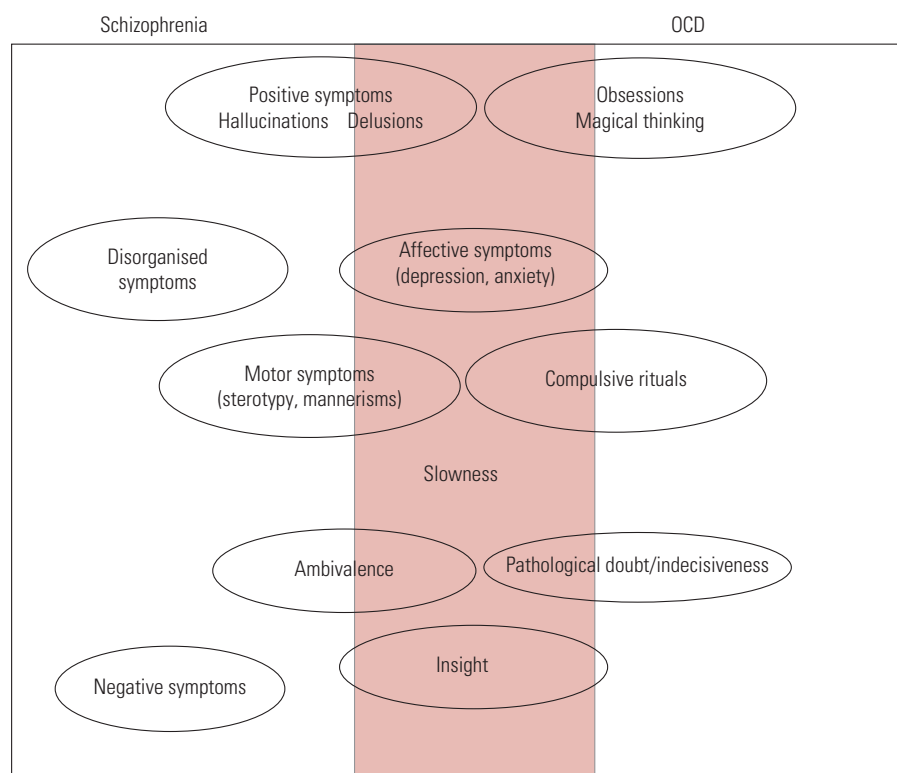 Schizophrenia
OCD
Positive symptoms
Hallucinations Delusions
Obsessions
Magical thinking
Disorganised
symptoms
Affective symptoms
(depression, anxiety)
Motor symptoms
(sterotypy, mannerisms)
Compulsive rituals
Slowness
Ambivalence
Pathological doubt/indecisiveness
Negative symptoms
Insight